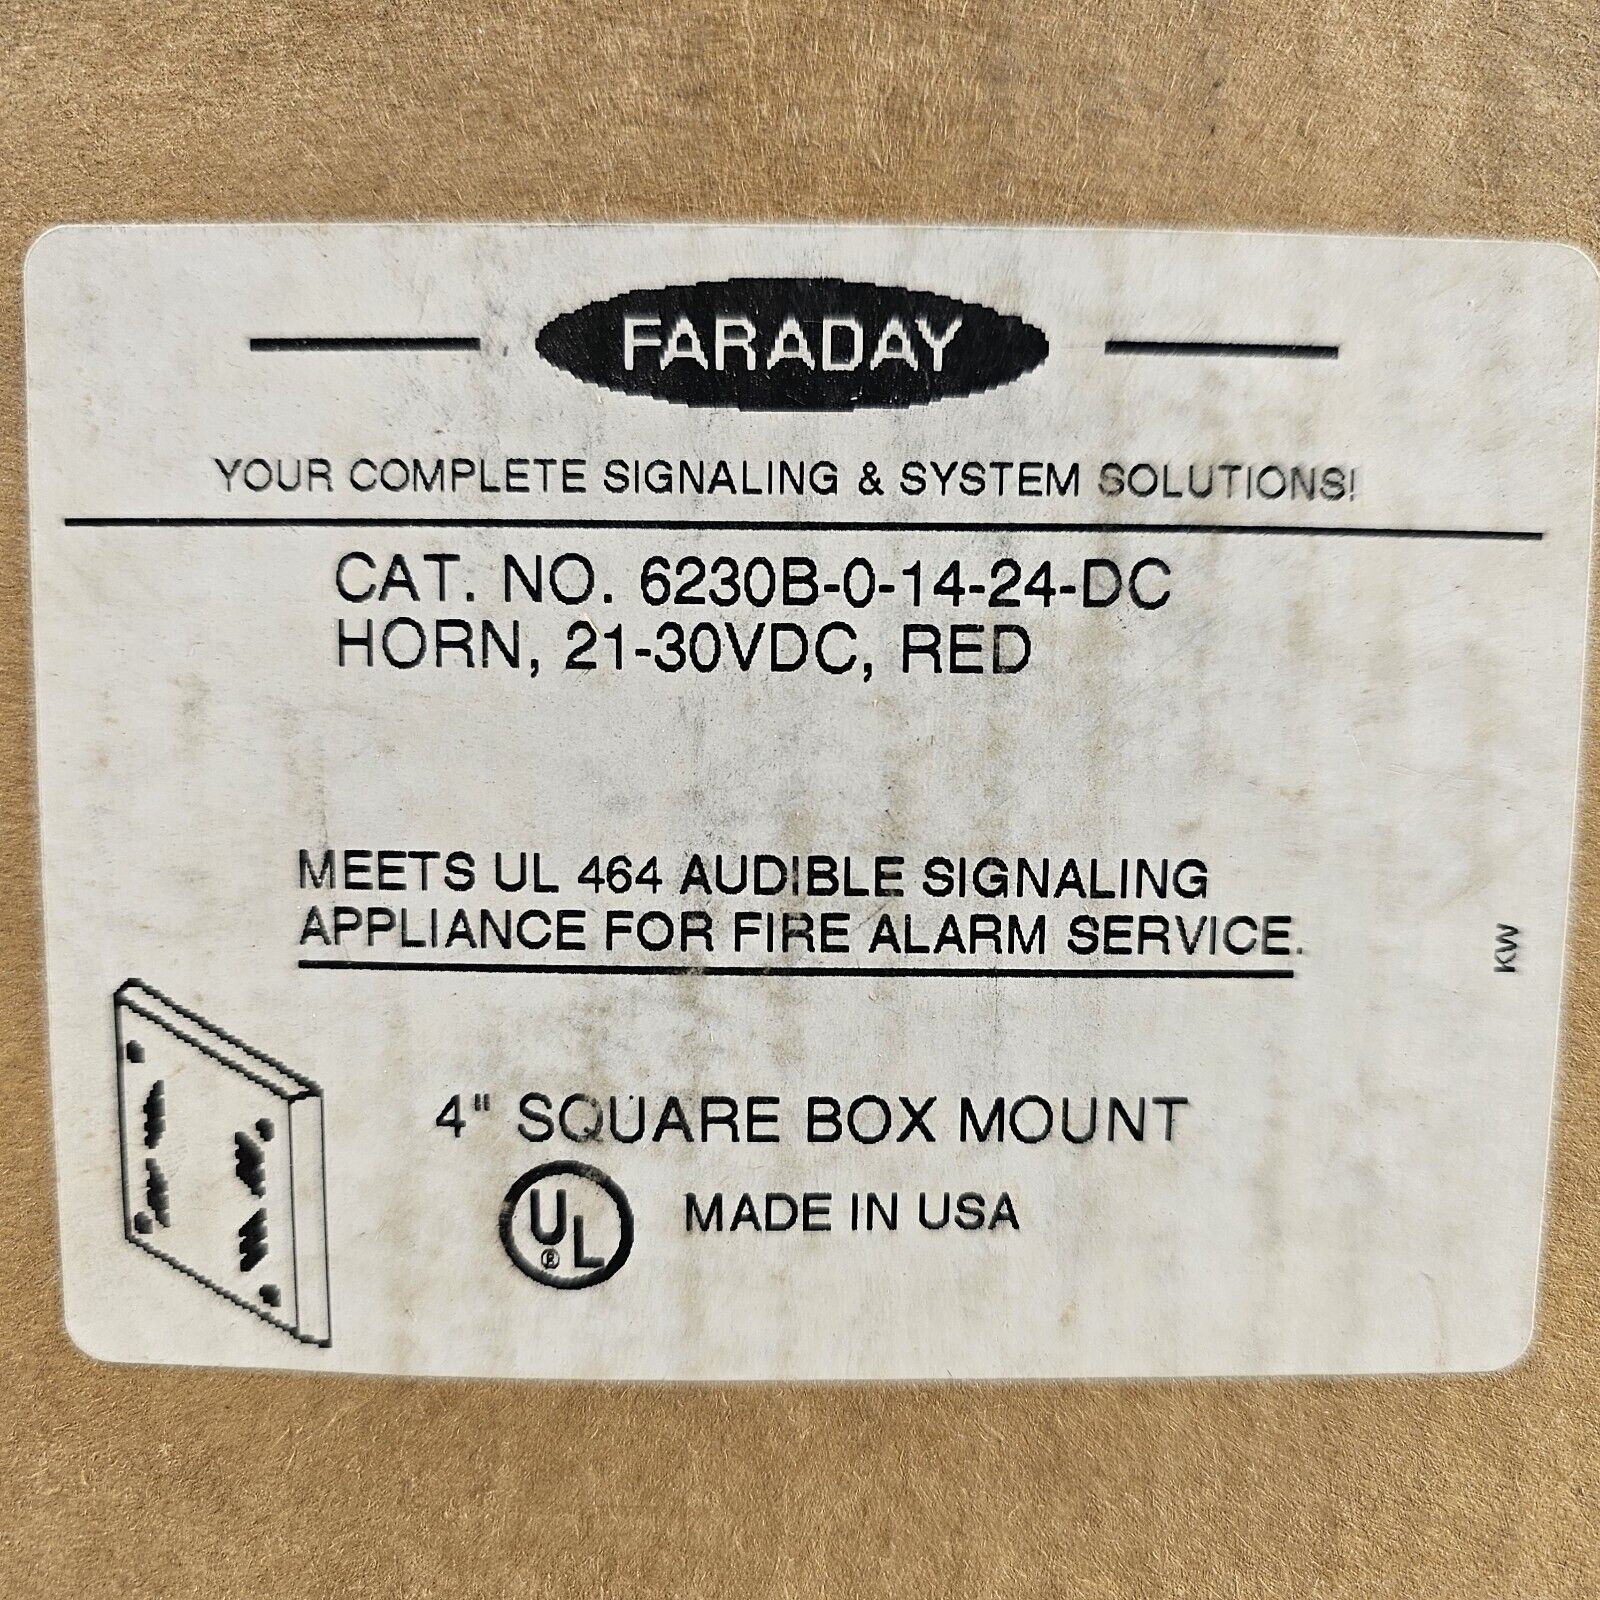 FARADAY
YOUR COMPLETE SIGNALING & SYSTEM SOLUTIONS!
CAT. NO. 6230B-0-14-24-DC
HORN, 21-30VDC, RED
MEETS UL 464 AUDIBLE SIGNALING
APPLIANCE FOR FIRE ALARM SERVICE.
KW
4" SQUARE BOX MOUNT
UL ® MADE IN USA